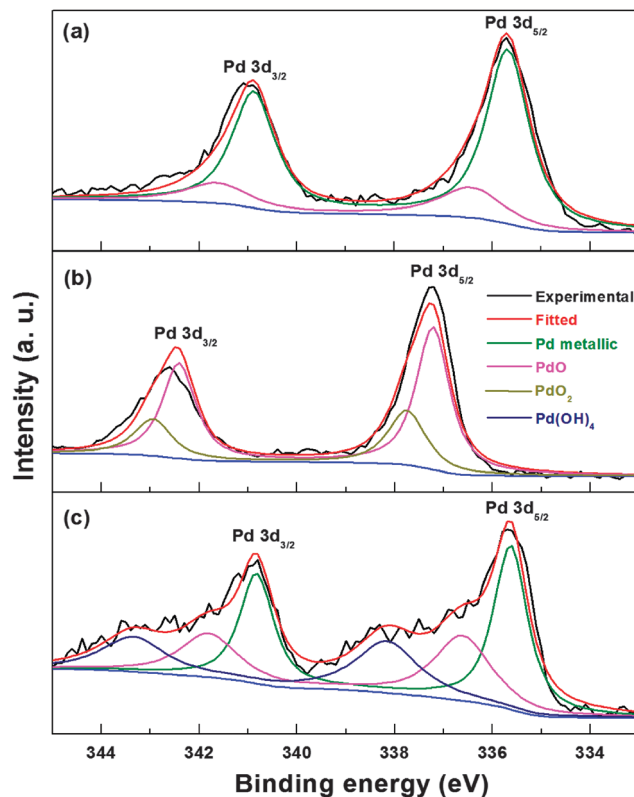 (a)
Pd 3d5/2
Pd 3d3/2
(b)
Pd 3d5/2
Pd 3d3/2
Experimental
Fitted
Pd metallic
PdO
PdO2
Pd(OH)4
(c)
Pd 3d5/2
Pd 3d3/2
Intensity (a. u.)
344 342 340 338 336 334
Binding energy (eV)